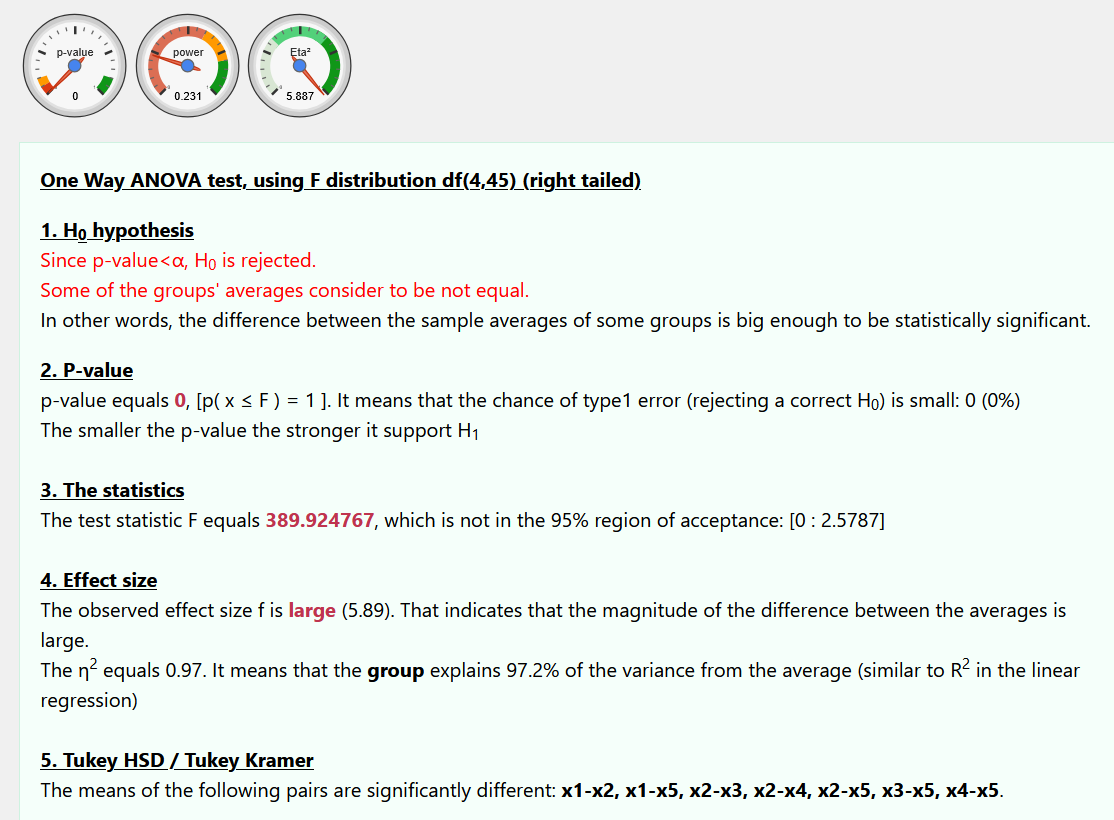 p-value power Eta²
0 0.231 5.887
One Way ANOVA test, using F distribution df(4,45) (right tailed)
1. H₀ hypothesis
Since p-value<α, H₀ is rejected.
Some of the groups' averages consider to be not equal.
In other words, the difference between the sample averages of some groups is big enough to be statistically significant.
2. P-value
p-value equals 0, [p( x ≤ F ) = 1 ]. It means that the chance of type1 error (rejecting a correct H₀) is small: 0 (0%)
The smaller the p-value the stronger it support H₁
3. The statistics
The test statistic F equals 389.924767, which is not in the 95% region of acceptance: [0 : 2.5787]
4. Effect size
The observed effect size f is large (5.89). That indicates that the magnitude of the difference between the averages is
large.
The η² equals 0.97. It means that the group explains 97.2% of the variance from the average (similar to R² in the linear
regression)
5. Tukey HSD / Tukey Kramer
The means of the following pairs are significantly different: x1-x2, x1-x5, x2-x3, x2-x4, x2-x5, x3-x5, x4-x5.